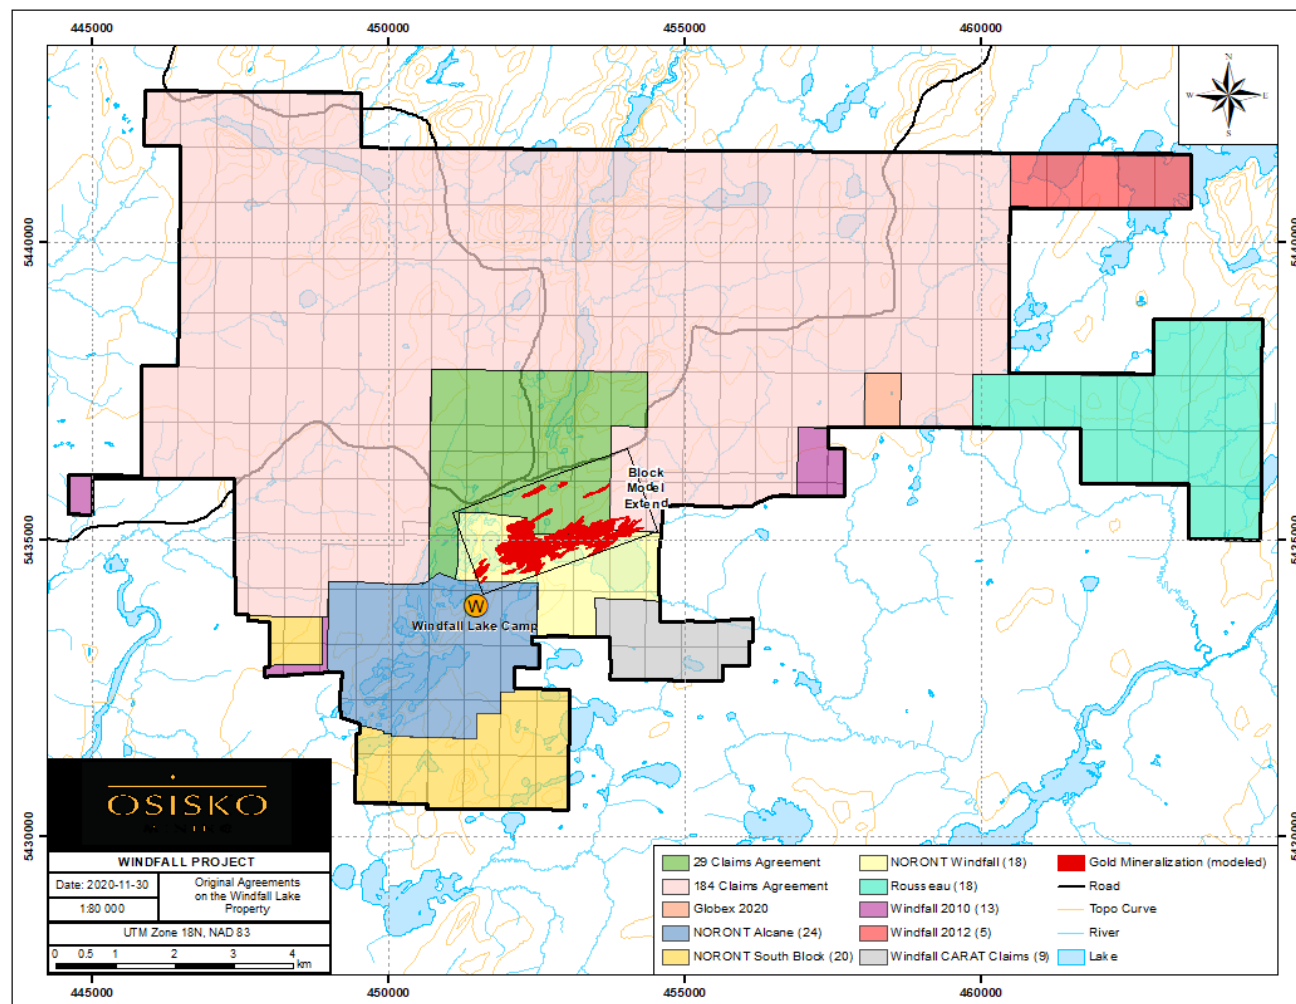 445000 450000 455000 460000
N
W E
S
5440000 5440000
Block
Model
Extend
5435000 5435000
W
Windfall Lake Camp
OSISKO
5430000 5430000
WINDFALL PROJECT
Date: 2020-11-30
1:80 000
Original Agreements
on the Windfall Lake
Property
UTM Zone 18N, NAD 83
0 0.5 1 2 3 4
km
29 Claims Agreement
184 Claims Agreement
Globex 2020
NORONT Alcane (24)
NORONT South Block (20)
NORONT Windfall (18)
Rousseau (18)
Windfall 2010 (13)
Windfall 2012 (5)
Windfall CARAT Claims (9)
Gold Mineralization (modeled)
Road
Topo Curve
River
Lake
445000 450000 455000 460000